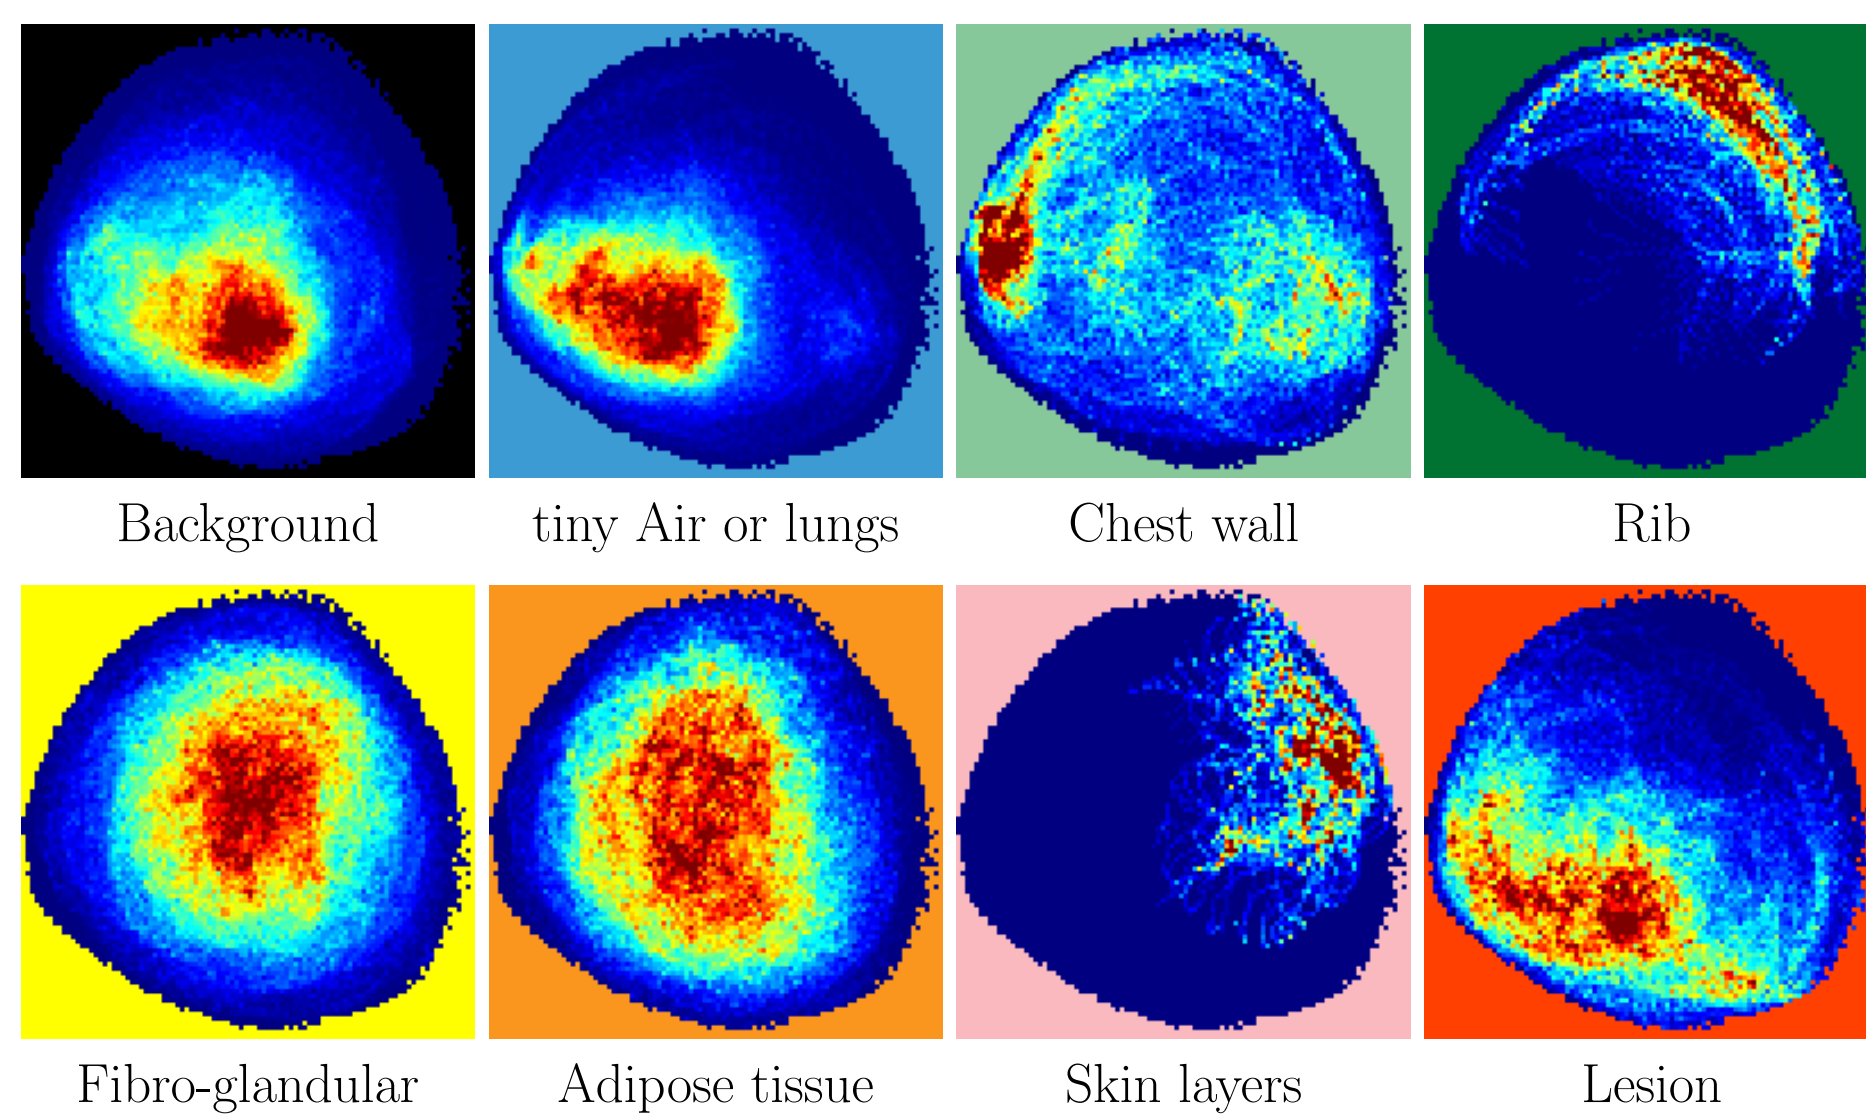 Background
tiny Air or lungs
Chest wall
Rib
Fibro-glandular
Adipose tissue
Skin layers
Lesion